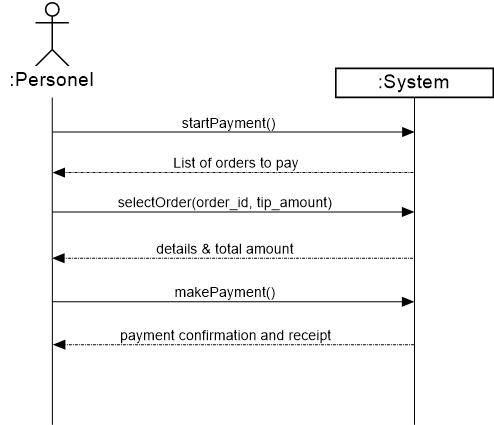 :Personel
:System
startPayment()
List of orders to pay
selectOrder(order_id, tip_amount)
details & total amount
makePayment()
payment confirmation and receipt